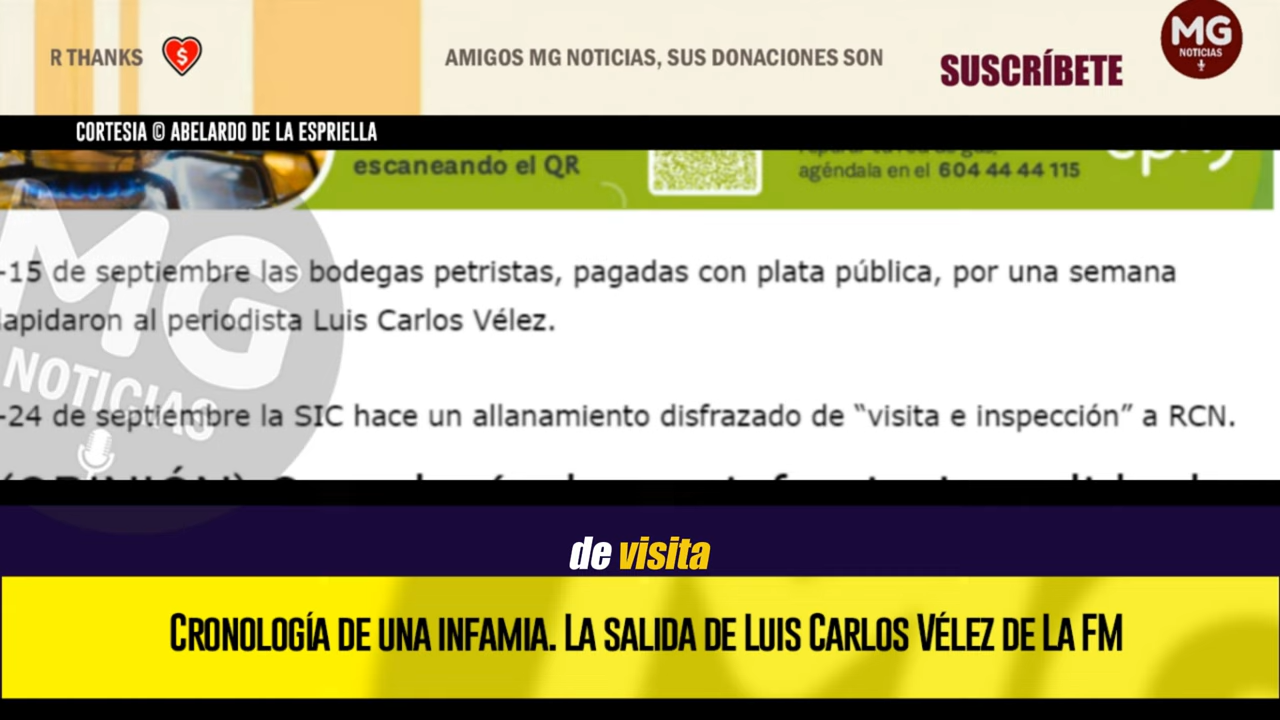 R THANKS
AMIGOS MG NOTICIAS, SUS DONACIONES SON
SUSCRÍBETE
MG
NOTICIAS
CORTESIA © ABELARDO DE LA ESPRIELLA
escaneando el QR
agéndala en el 604 44 44 115
-15 de septiembre las bodegas petristas, pagadas con plata pública, por una semana
lapidaron al periodista Luis Carlos Vélez.
MG
NOTICIAS
-24 de septiembre la SIC hace un allanamiento disfrazado de “visita e inspección” a RCN.
de visita
CRONOLOGÍA DE UNA INFAMIA. LA SALIDA DE LUIS CARLOS VÉLEZ DE LA FM